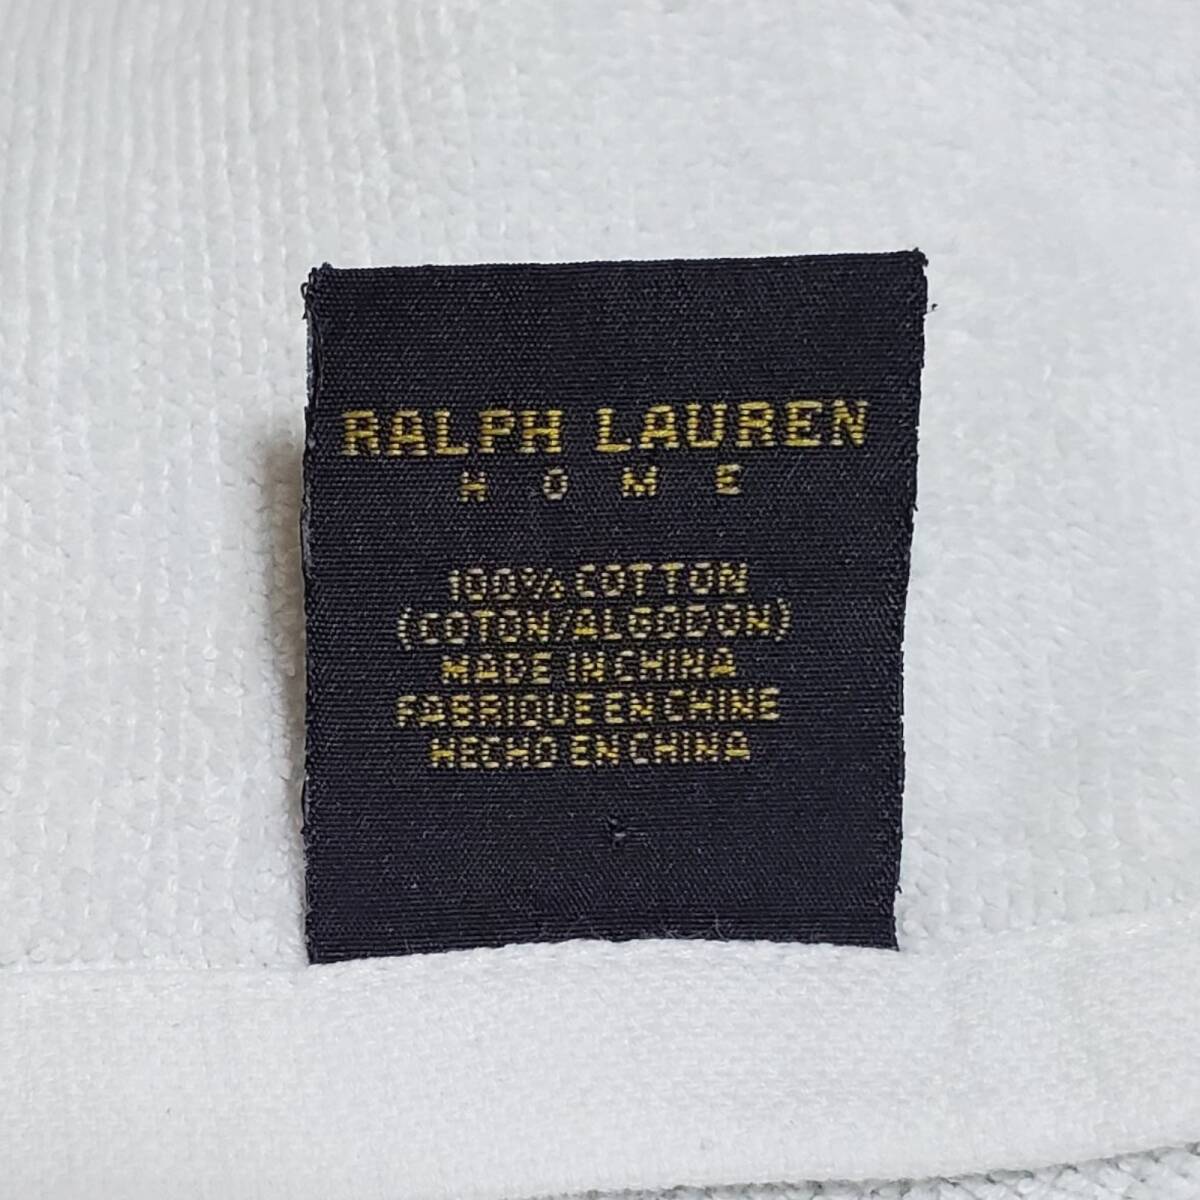 RALPH LAUREN
HOME
100% COTTON
(COTON/ALGODON)
MADE IN CHINA
FABRIQUE EN CHINE
HECHO EN CHINA